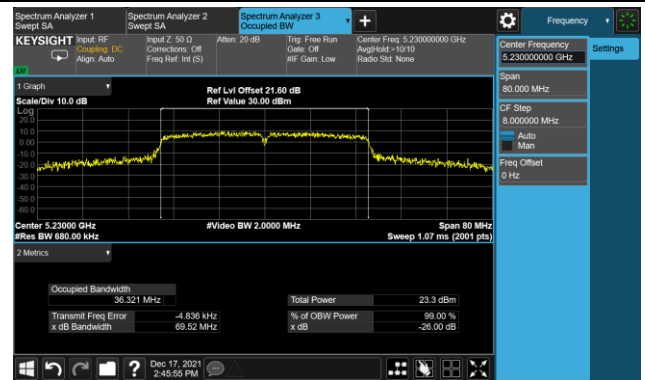 Spectrum Analyzer 1
Swept SA
Spectrum Analyzer 2
Swept SA
Spectrum Analyzer 3
Occupied BW
Frequency
KEYSIGHT
Input: RF
Coupling: DC
Align: Auto
Input Z: 50 Ω
Corrections: Off
Freq Ref: Int (S)
Atten: 20 dB
Trig: Free Run
Gate: Off
#IF Gain: Low
Center Freq: 5.230000000 GHz
Avg|Hold:>10/10
Radio Std: None
Center Frequency
5.230000000 GHz
Settings
Span
80.000 MHz
CF Step
8.000000 MHz
Auto
Man
Freq Offset
0 Hz
1 Graph
Scale/Div 10.0 dB
Ref Lvl Offset 21.60 dB
Ref Value 30.00 dBm
Log
20.0
10.0
0.00
-10.0
-20.0
-30.0
-40.0
-50.0
-60.0
Center 5.23000 GHz
#Res BW 680.00 kHz
#Video BW 2.0000 MHz
Span 80 MHz
Sweep 1.07 ms (2001 pts)
2 Metrics
Occupied Bandwidth
36.321 MHz
Total Power 23.3 dBm
Transmit Freq Error -4.836 kHz
% of OBW Power 99.00 %
x dB Bandwidth 69.52 MHz
x dB -26.00 dB
?
Dec 17, 2021
2:45:55 PM